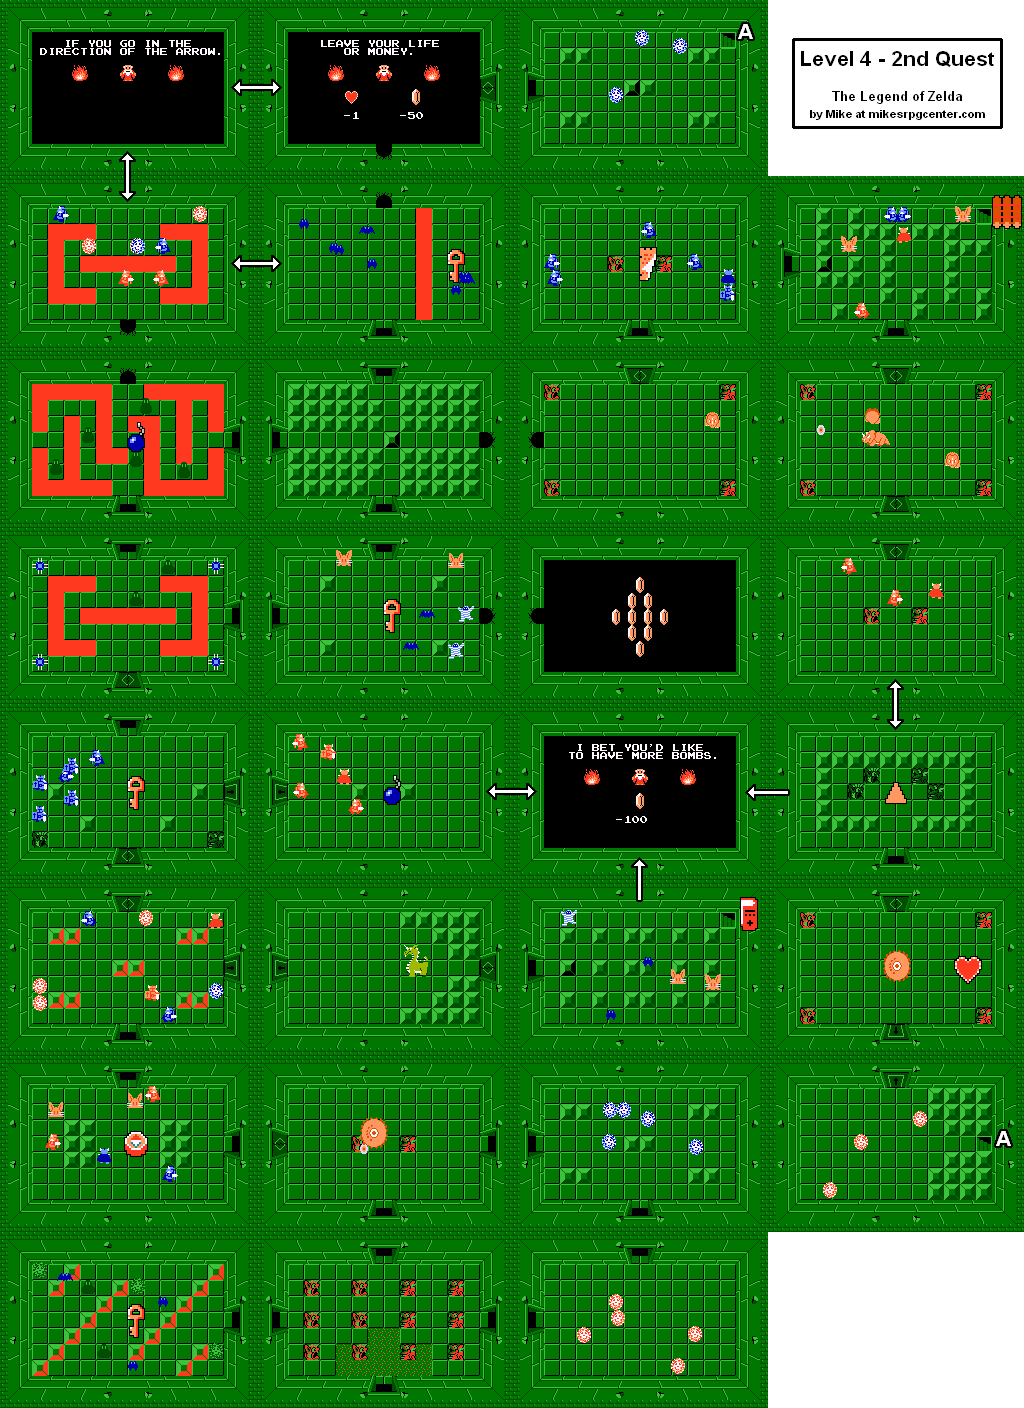 IF YOU GO IN THE
DIRECTION OF THE ARROW.
LEAVE YOUR LIFE
OR MONEY.
-1
-50
A
Level 4 - 2nd Quest
The Legend of Zelda
by Mike at mikesrpgcenter.com
I BET YOU'D LIKE
TO HAVE MORE BOMBS.
-100
A